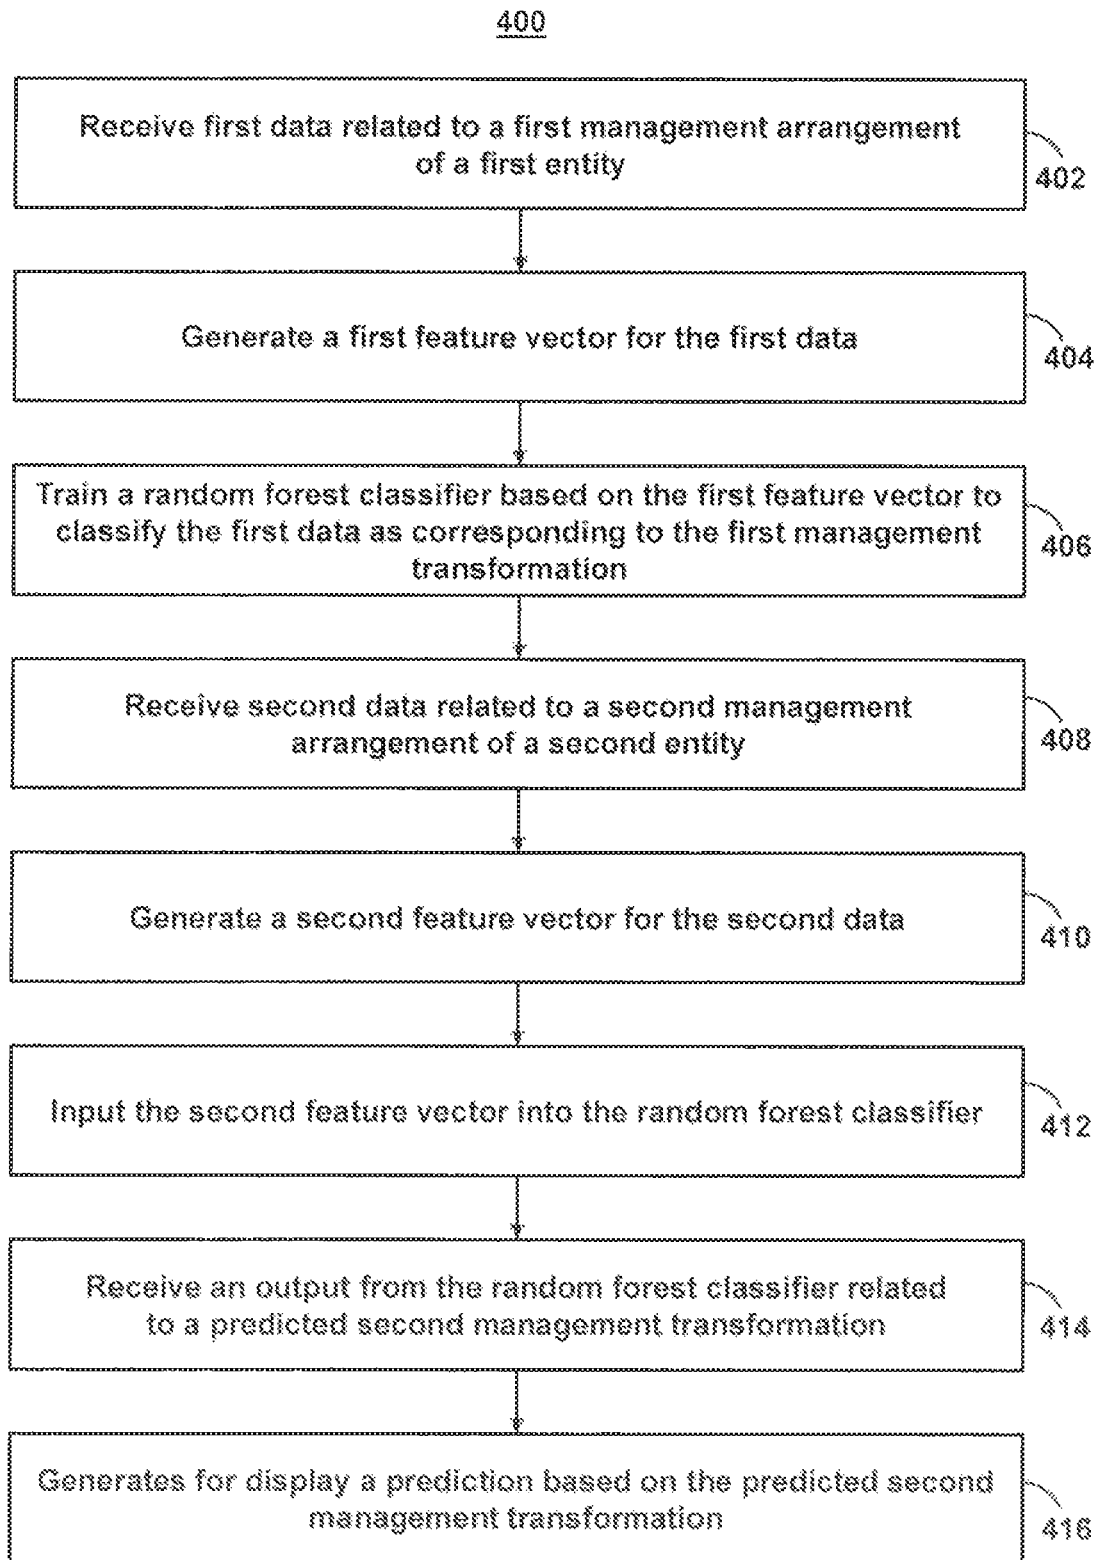 400
Receive first data related to a first management arrangement
of a first entity
402
Generate a first feature vector for the first data
404
Train a random forest classifier based on the first feature vector to
classify the first data as corresponding to the first management
transformation
406
Receive second data related to a second management
arrangement of a second entity
408
Generate a second feature vector for the second data
410
Input the second feature vector into the random forest classifier
412
Receive an output from the random forest classifier related
to a predicted second management transformation
414
Generates for display a prediction based on the predicted second
management transformation
416